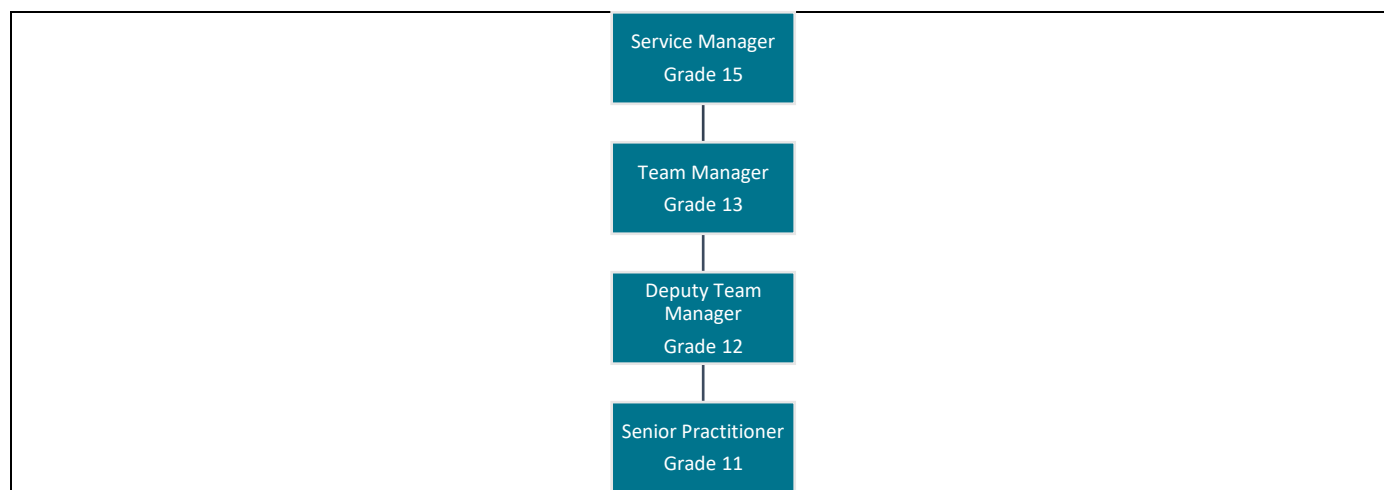 Service Manager
Grade 15
Team Manager
Grade 13
Deputy Team
Manager
Grade 12
Senior Practitioner
Grade 11